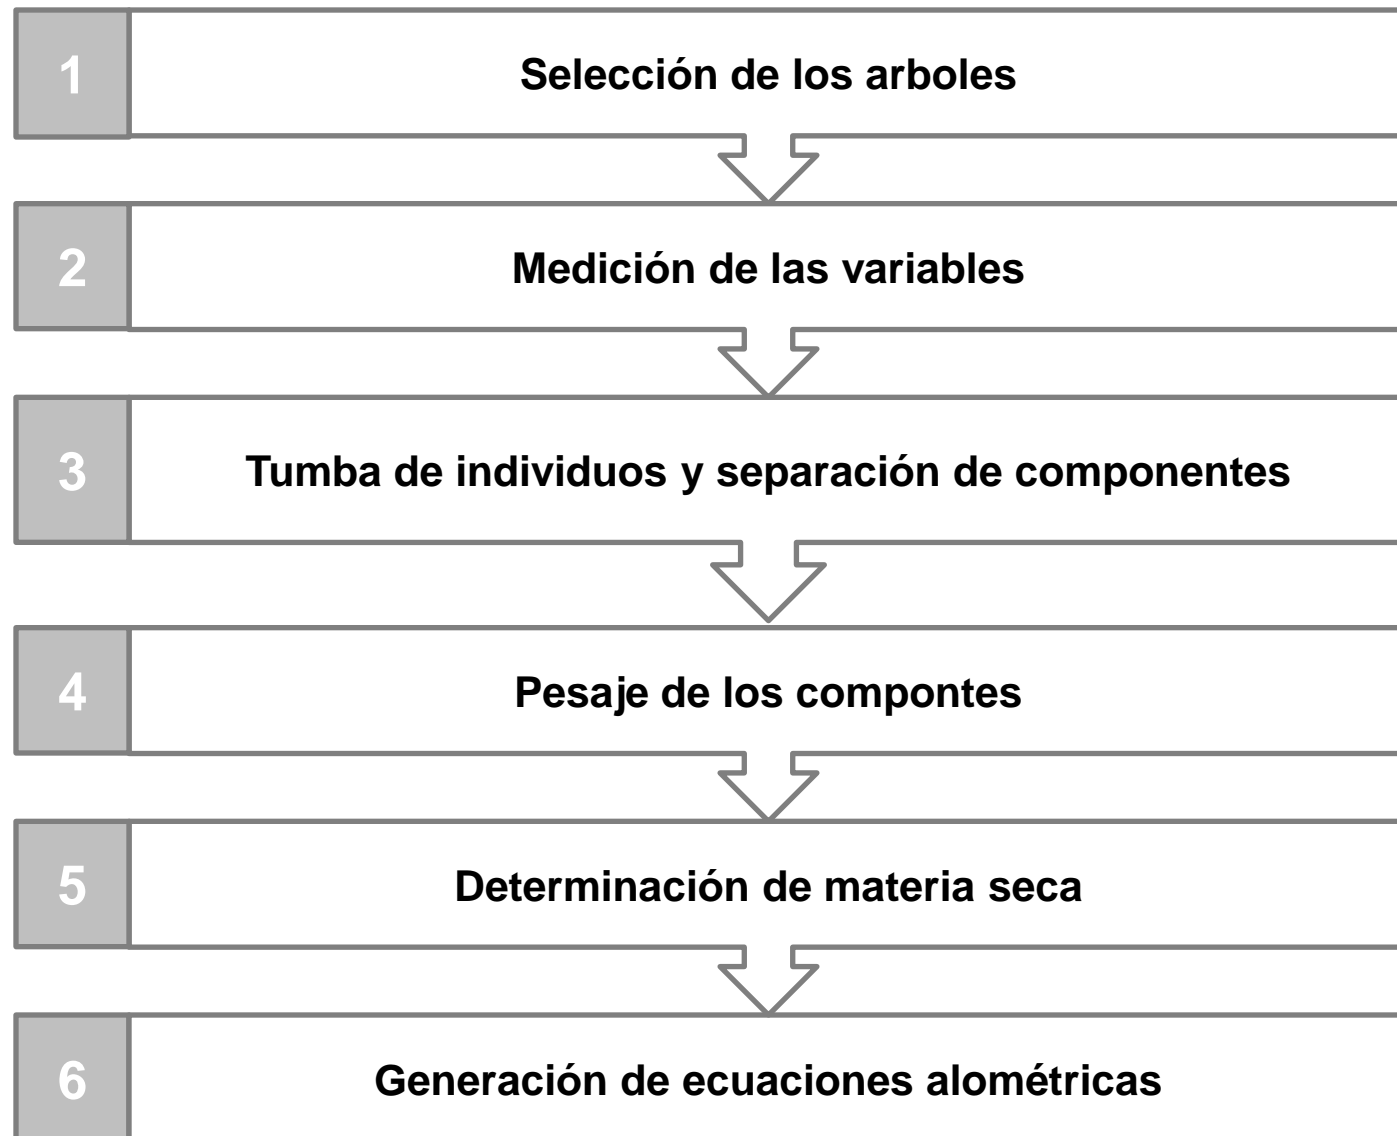 1
Selección de los arboles
2
Medición de las variables
3
Tumba de individuos y separación de componentes
4
Pesaje de los compontes
5
Determinación de materia seca
6
Generación de ecuaciones alométricas